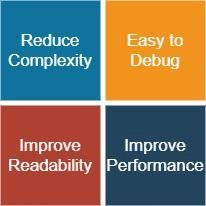 Reduce
Complexity
Easy to
Debug
Improve
Readability
Improve
Performance